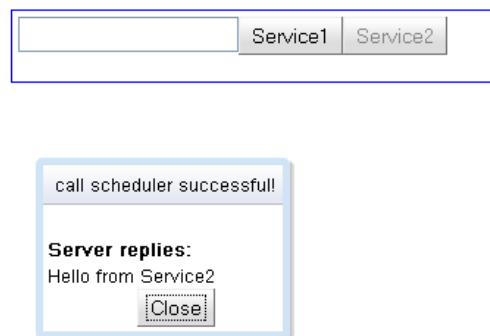 Service1 Service2
call scheduler successful!
Server replies:
Hello from Service2
Close